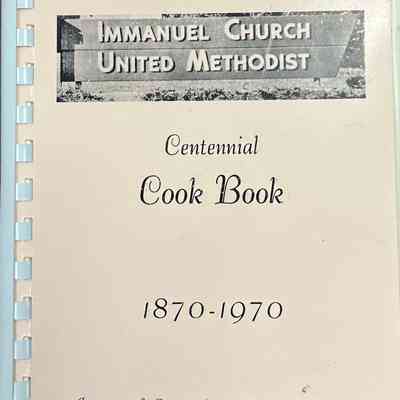 IMMANUEL CHURCH
UNITED METHODIST
Centennial
Cook Book
1870-1970